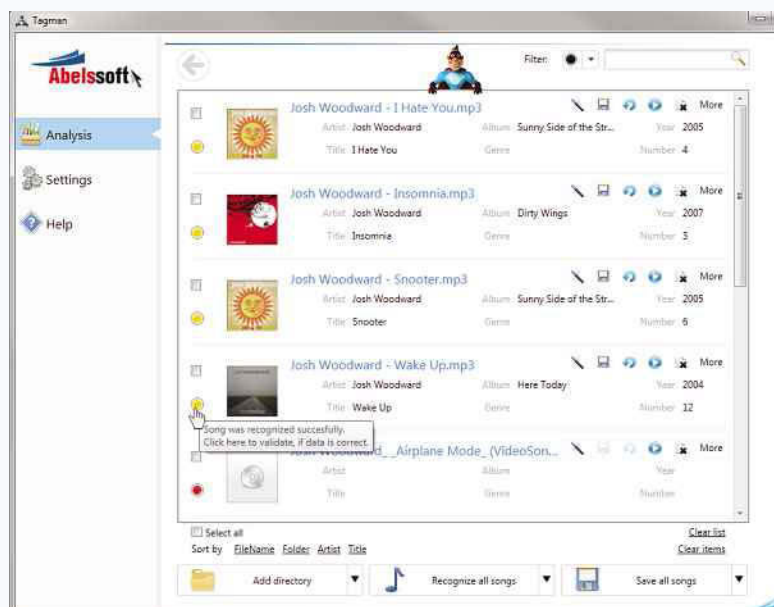 Tagman
Abelssoft
Analysis
Settings
Help
Filter:
Josh Woodward - I Hate You.mp3 More
Artist Josh Woodward Album Sunny Side of the Str... Year 2005
Title I Hate You Genre Number 4
Josh Woodward - Insomnia.mp3 More
Artist Josh Woodward Album Dirty Wings Year 2007
Title Insomnia Genre Number 5
Josh Woodward - Snooter.mp3 More
Artist Josh Woodward Album Sunny Side of the Str... Year 2005
Title Snooter Genre Number 6
Josh Woodward - Wake Up.mp3 More
Artist Josh Woodward Album Here Today Year 2004
Title Wake Up Genre Number 12
Song was recognized succesfully.
Click here to validate, if data is correct.
Josh Woodward_ _Airplane Mode_ (VideoSon... More
Artist Album Year
Title Genre Number
Select all Clear list
Sort by FileName Folder Artist Title Clear items
Add directory Recognize all songs Save all songs